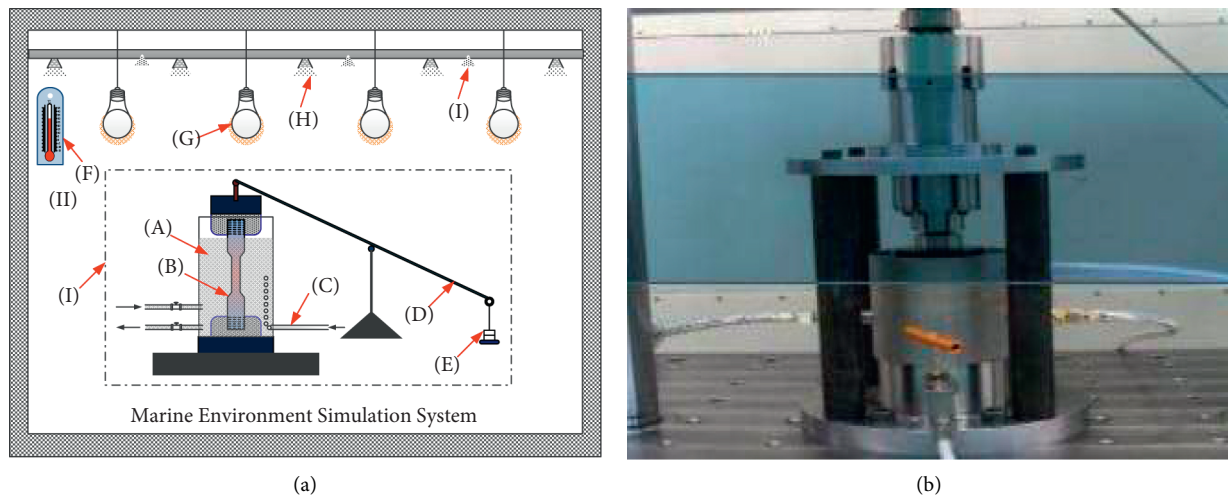 (H)
(I)
(G)
(F)
(II)
(A)
(B)
(I)
(C)
(D)
(E)
Marine Environment Simulation System
(a)
(b)